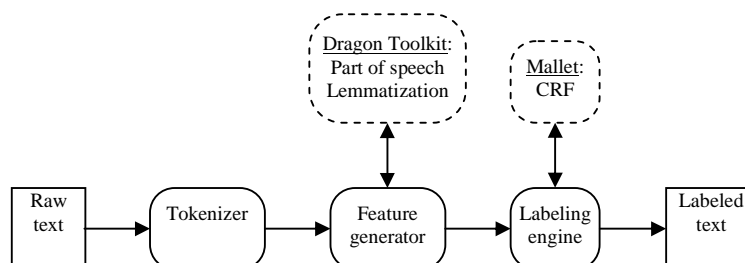 Dragon Toolkit:
Part of speech
Lemmatization
Mallet:
CRF
Raw
text
Tokenizer
Feature
generator
Labeling
engine
Labeled
text